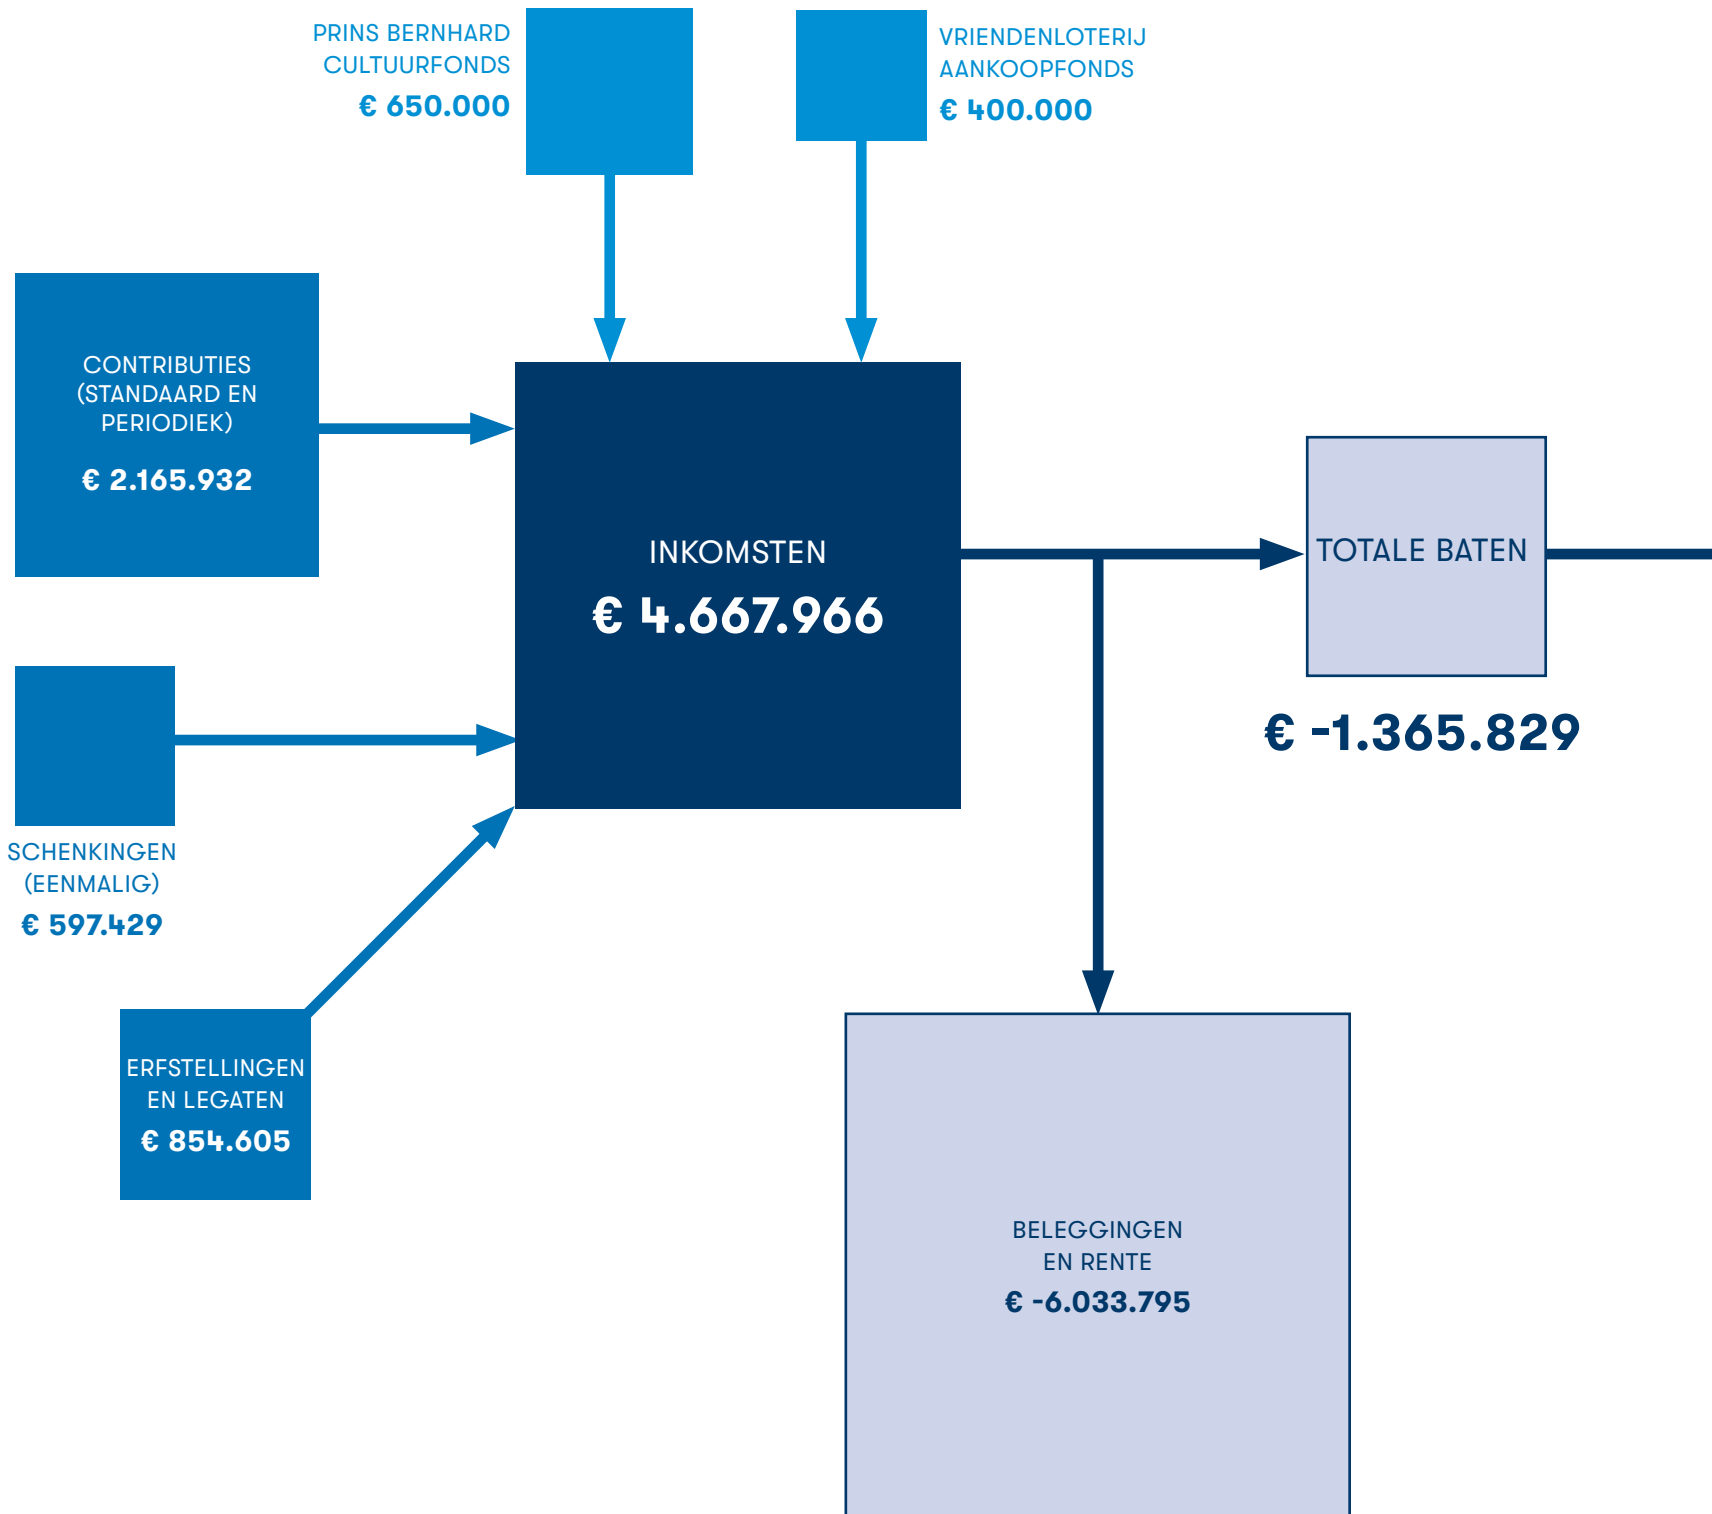 PRINS BERNHARD
CULTUURFONDS
€ 650.000
VRIENDENLOTERIJ
AANKOOPFONDS
€ 400.000
CONTRIBUTIES
(STANDAARD EN
PERIODIEK)
€ 2.165.932
INKOMSTEN
€ 4.667.966
TOTALE BATEN
€ -1.365.829
SCHENKINGEN
(EENMALIG)
€ 597.429
ERFSTELLINGEN
EN LEGATEN
€ 854.605
BELEGGINGEN
EN RENTE
€ -6.033.795